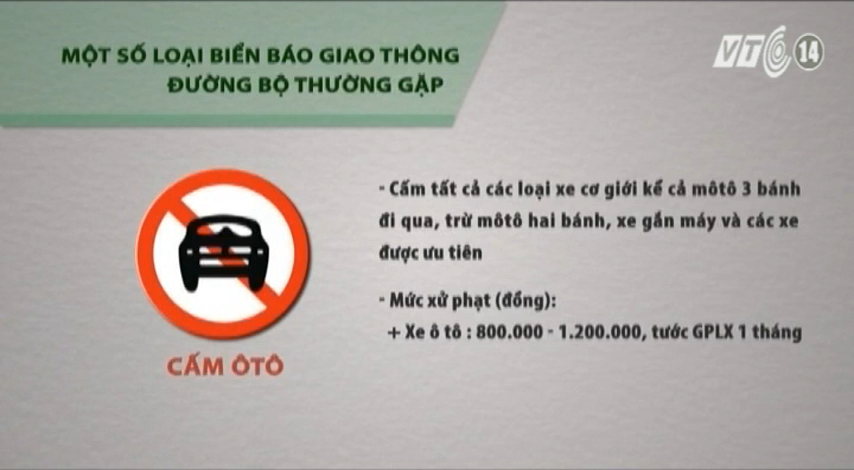 MỘT SỐ LOẠI BIỂN BÁO GIAO THÔNG
ĐƯỜNG BỘ THƯỜNG GẶP
VTC 14
- Cấm tất cả các loại xe cơ giới kể cả môtô 3 bánh
đi qua, trừ môtô hai bánh, xe gắn máy và các xe
được ưu tiên
- Mức xử phạt (đồng):
+ Xe ô tô : 800.000 - 1.200.000, tước GPLX 1 tháng
CẤM ÔTÔ